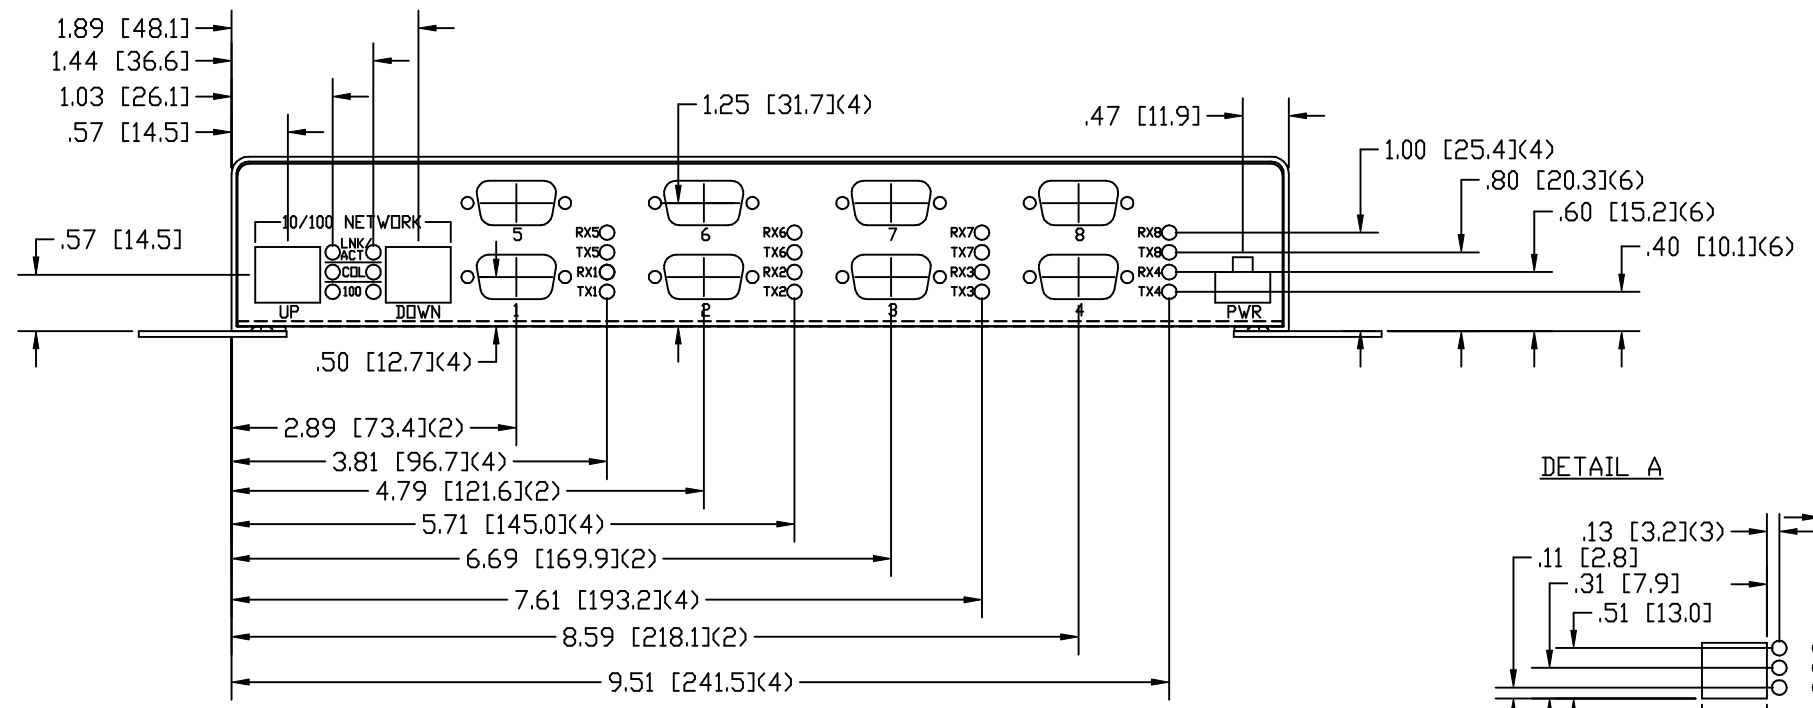 1.89 [48.1]
1.44 [36.6]
1.03 [26.1]
.57 [14.5]
1.25 [31.7](4)
.47 [11.9]
1.00 [25.4](4)
.80 [20.3](6)
.60 [15.2](6)
.40 [10.1](6)
.57 [14.5]
10/100 NETWORK
LNK/
ACT
COL
100
UP
DOWN
5
6
7
8
RX5
TX5
RX1
TX1
RX6
TX6
RX2
TX2
RX7
TX7
RX3
TX3
RX8
TX8
RX4
TX4
1
2
3
4
PWR
.50 [12.7](4)
2.89 [73.4](2)
3.81 [96.7](4)
4.79 [121.6](2)
5.71 [145.0](4)
6.69 [169.9](2)
7.61 [193.2](4)
8.59 [218.1](2)
9.51 [241.5](4)
DETAIL A
.13 [3.2](3)
.11 [2.8]
.31 [7.9]
.51 [13.0]